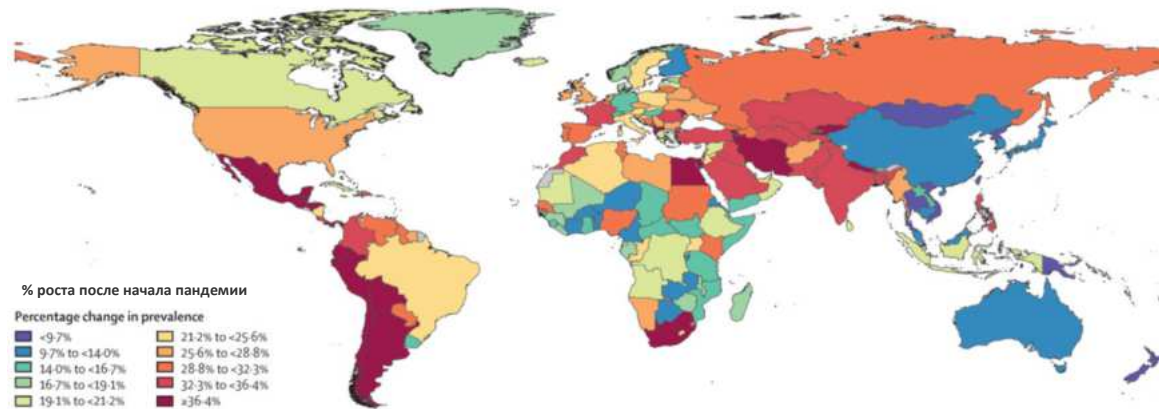 % роста после начала пандемии
Percentage change in prevalence
<9·7%
9·7% to <14·0%
14·0% to <16·7%
16·7% to <19·1%
19·1% to <21·2%
21·2% to <25·6%
25·6% to <28·8%
28·8% to <32·3%
32·3% to <36·4%
≥36·4%